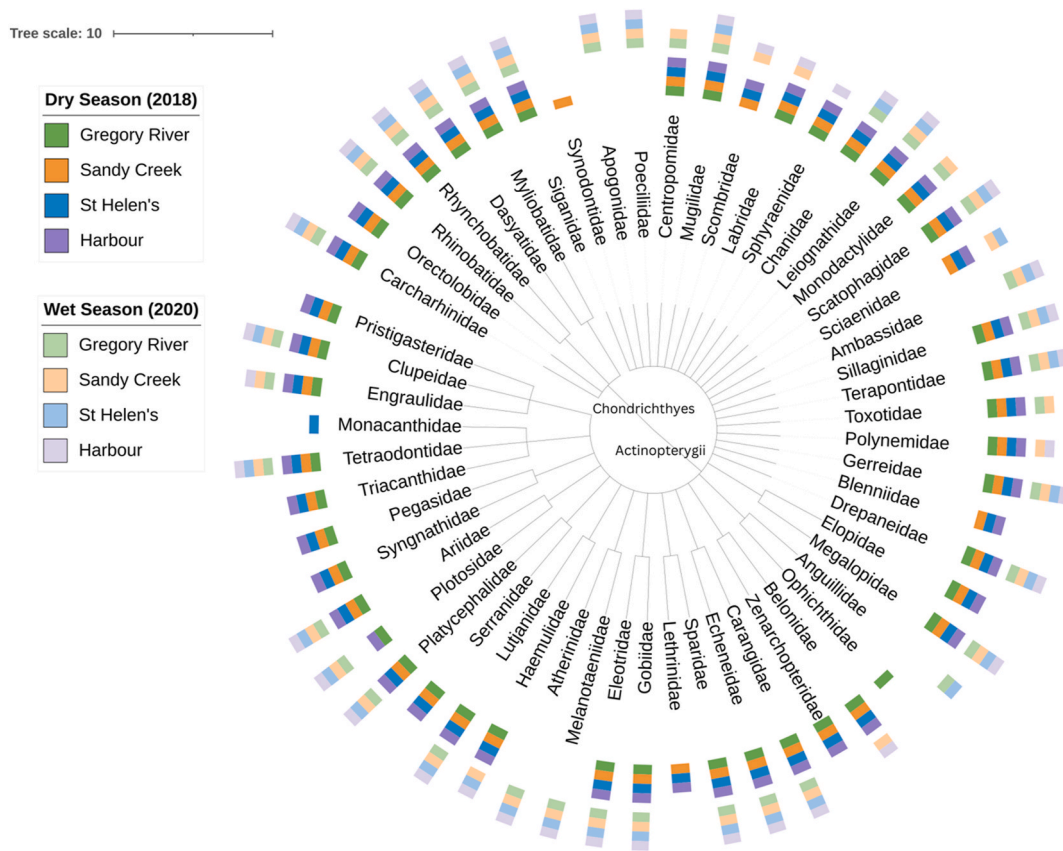 Tree scale: 10
Dry Season (2018)
Gregory River
Sandy Creek
St Helen's
Harbour
Wet Season (2020)
Gregory River
Sandy Creek
St Helen's
Harbour
Chondrichthyes
Actinopterygii
Pristigasteridae
Carcharhinidae
Orectolobidae
Rhinobatidae
Rhynchobatidae
Dasyatidae
Myliobatidae
Siganidae
Synodontidae
Apogonidae
Poeciliidae
Centropomidae
Mugilidae
Scombridae
Labridae
Sphyraenidae
Chanidae
Leiognathidae
Monodactylidae
Scatophagidae
Sciaenidae
Ambassidae
Sillaginidae
Terapontidae
Toxotidae
Polynemidae
Gerreidae
Blenniidae
Drepaneidae
Elopidae
Megalopidae
Anguillidae
Ophichthidae
Belonidae
Zenarchopteridae
Carangidae
Echeneidae
Sparidae
Lethrinidae
Gobiidae
Eleotridae
Melanotaeniidae
Atherinidae
Haemulidae
Lutjanidae
Serranidae
Platycephalidae
Plotosidae
Ariidae
Syngnathidae
Pegasidae
Triacanthidae
Tetraodontidae
Monacanthidae
Engraulidae
Clupeidae